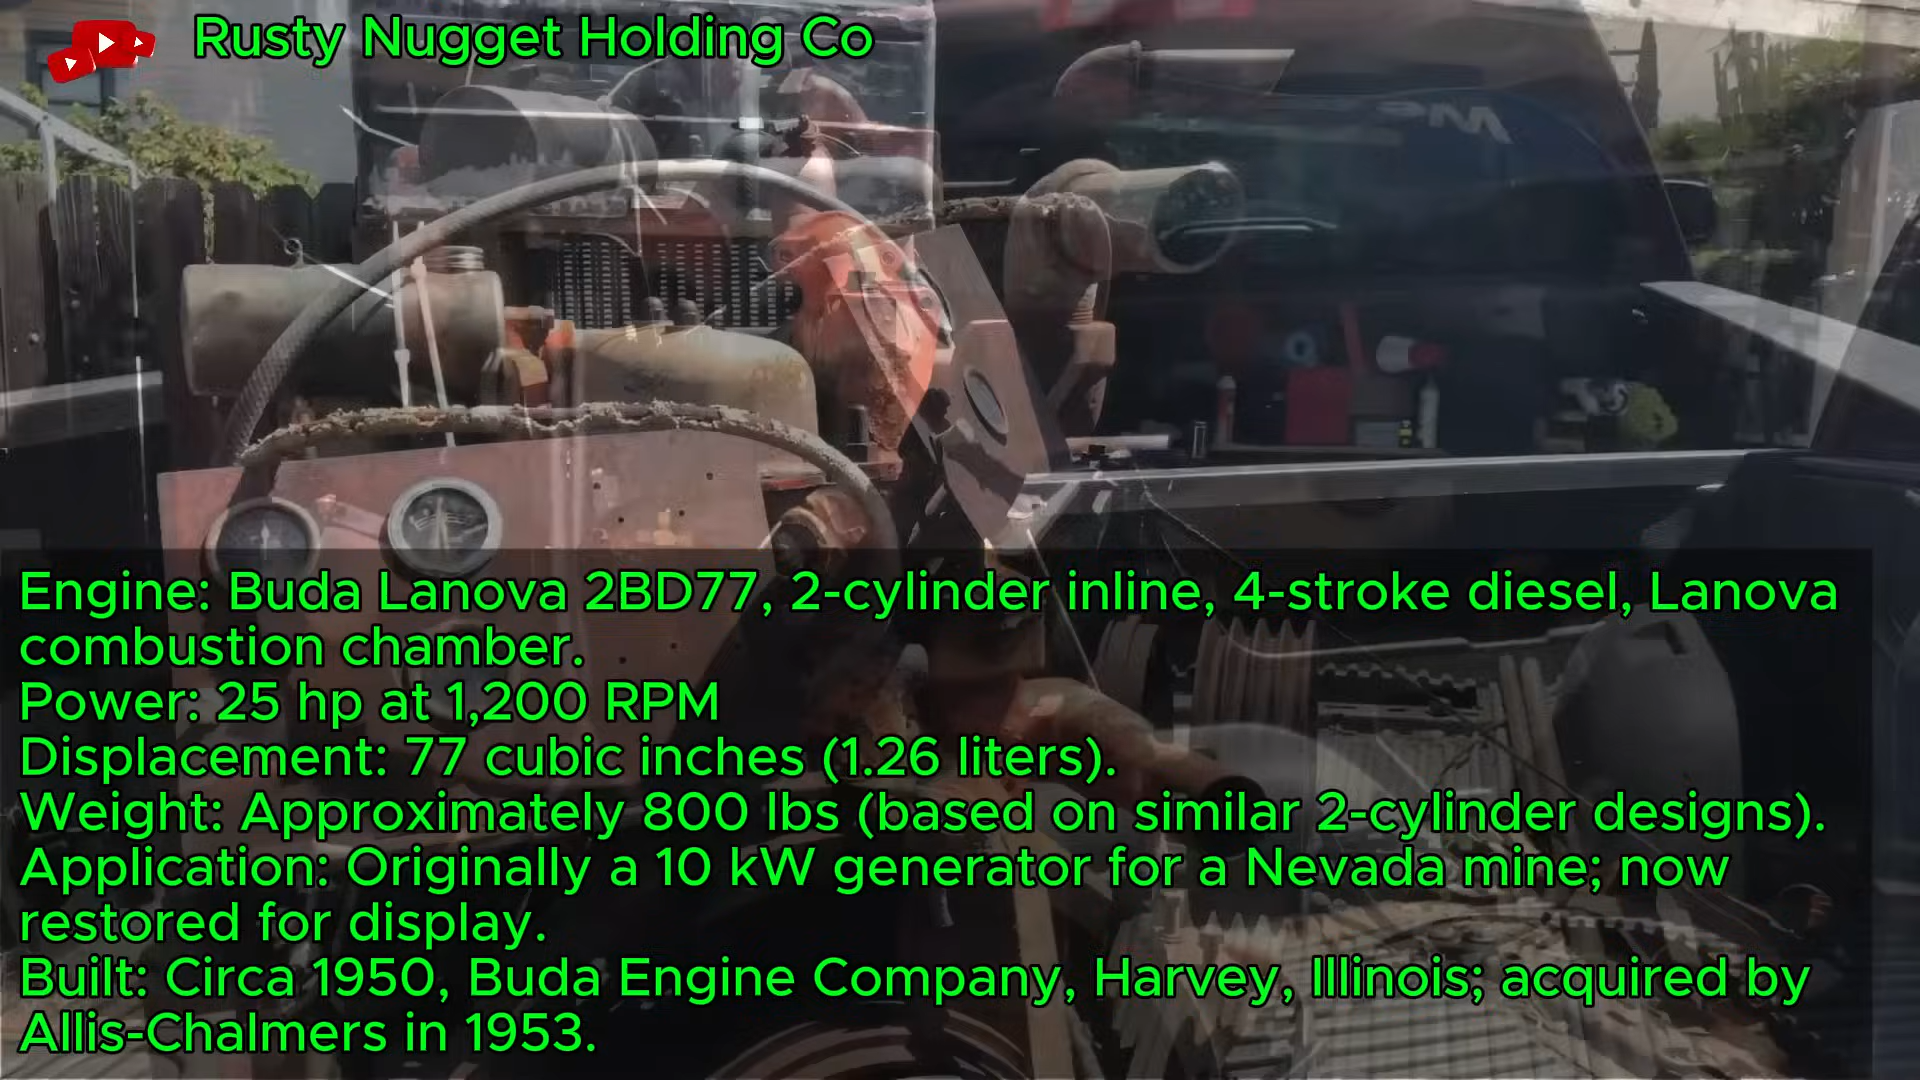 Rusty Nugget Holding Co
Engine: Buda Lanova 2BD77, 2-cylinder inline, 4-stroke diesel, Lanova
combustion chamber.
Power: 25 hp at 1,200 RPM
Displacement: 77 cubic inches (1.26 liters).
Weight: Approximately 800 lbs (based on similar 2-cylinder designs).
Application: Originally a 10 kW generator for a Nevada mine; now
restored for display.
Built: Circa 1950, Buda Engine Company, Harvey, Illinois; acquired by
Allis-Chalmers in 1953.